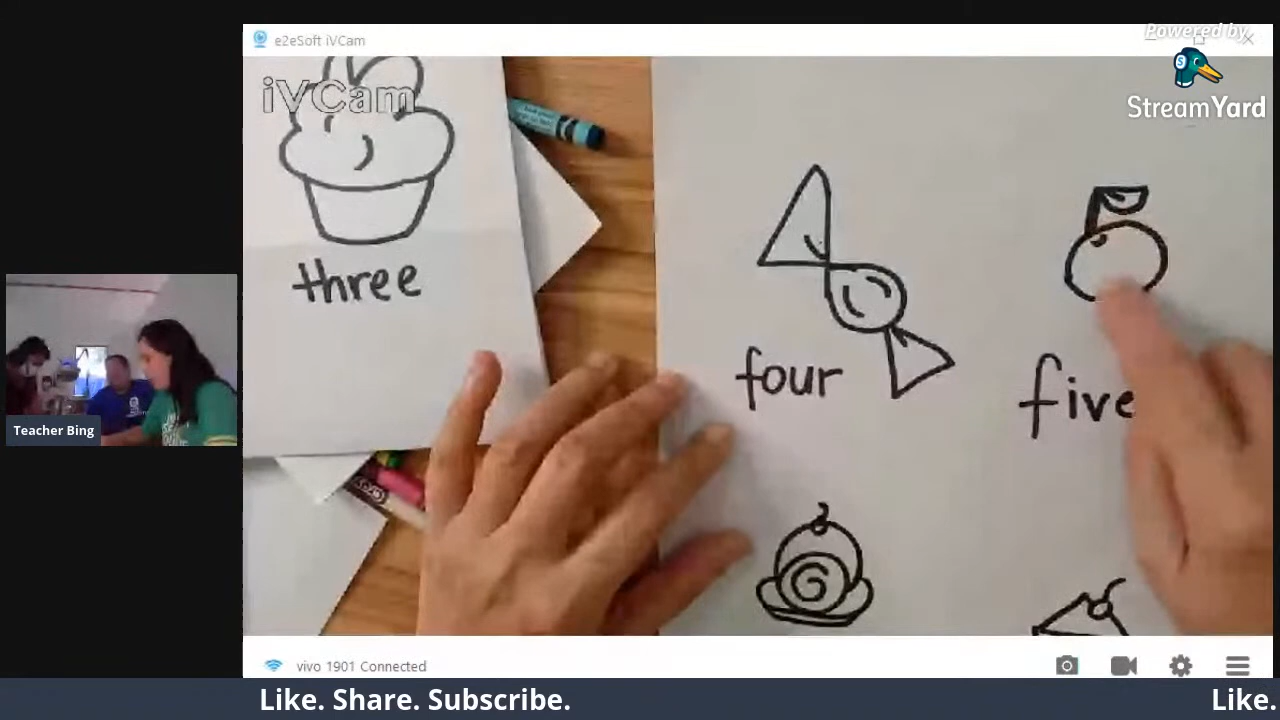 e2eSoft iVCam
Powered by
iVCam
StreamYard
three
four
five
Teacher Bing
vivo 1901 Connected
Like. Share. Subscribe.
Like.